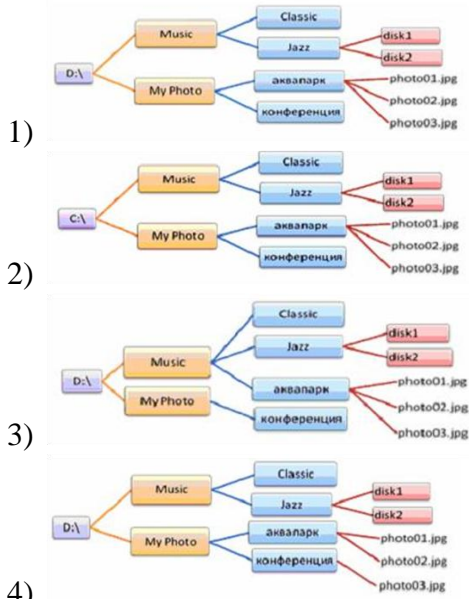 Classic
Music
Jazz
disk1
disk2
D:\
My Photo
аквапарк
photo01.jpg
photo02.jpg
конференция
photo03.jpg
1)
Classic
Music
Jazz
disk1
disk2
C:\
My Photo
аквапарк
photo01.jpg
photo02.jpg
конференция
photo03.jpg
2)
Classic
Music
Jazz
disk1
disk2
D:\
My Photo
аквапарк
photo01.jpg
photo02.jpg
конференция
photo03.jpg
3)
Classic
Music
Jazz
disk1
disk2
D:\
My Photo
аквапарк
photo01.jpg
photo02.jpg
конференция
photo03.jpg
4)